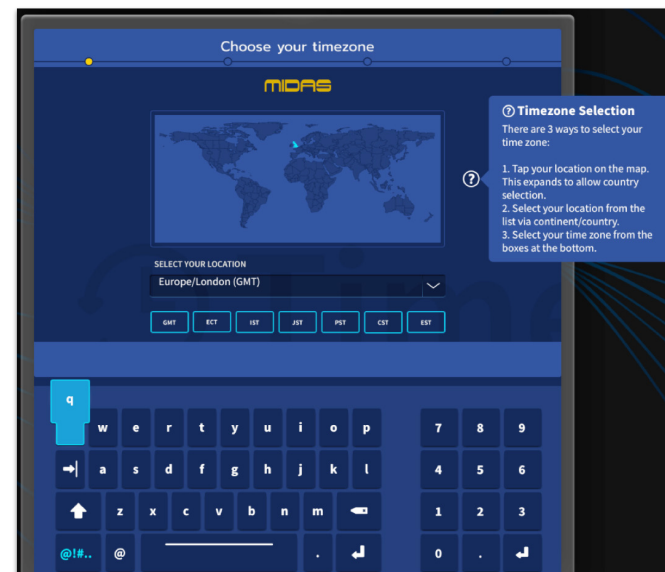 Choose your timezone
MIDAS
? Timezone Selection
There are 3 ways to select your
time zone:
1. Tap your location on the map.
This expands to allow country
selection.
2. Select your location from the
list via continent/country.
3. Select your time zone from the
boxes at the bottom.
?
SELECT YOUR LOCATION
Europe/London (GMT)
GMT ECT IST JST PST CST EST
Time
q
w e r t y u i o p 7 8 9
a s d f g h j k l 4 5 6
z x c v b n m 1 2 3
@!#.. @ . 0 .